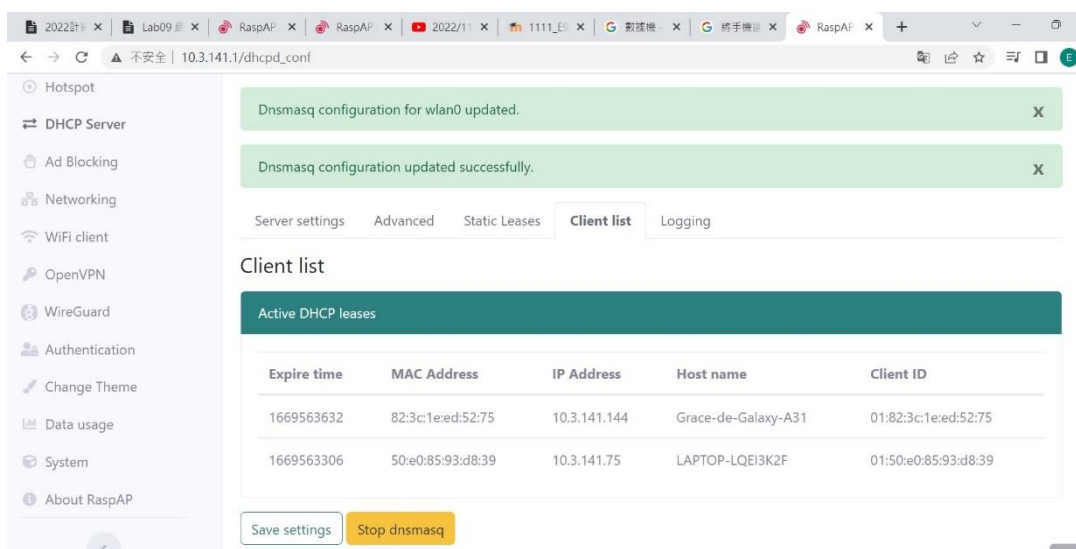 2022計
Lab09
RaspAP
RaspAP
2022/11
1111_E9
數據機 -
將手機
RaspAP
不安全 | 10.3.141.1/dhcpd_conf
E
Hotspot
DHCP Server
Ad Blocking
Networking
WiFi client
OpenVPN
WireGuard
Authentication
Change Theme
Data usage
System
About RaspAP
Dnsmasq configuration for wlan0 updated. X
Dnsmasq configuration updated successfully. X
Server settings Advanced Static Leases Client list Logging
Client list
Active DHCP leases
Expire time MAC Address IP Address Host name Client ID
1669563632 82:3c:1e:ed:52:75 10.3.141.144 Grace-de-Galaxy-A31 01:82:3c:1e:ed:52:75
1669563306 50:e0:85:93:d8:39 10.3.141.75 LAPTOP-LQEI3K2F 01:50:e0:85:93:d8:39
Save settings Stop dnsmasq